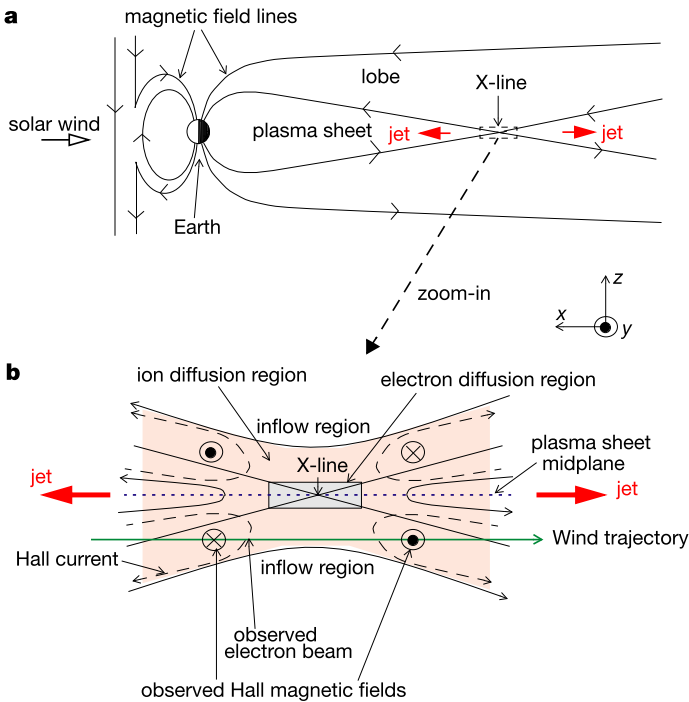 a
magnetic field lines
lobe
X-line
solar wind
plasma sheet
jet
jet
Earth
zoom-in
z
x
y
b
ion diffusion region
electron diffusion region
inflow region
plasma sheet
midplane
X-line
jet
jet
Wind trajectory
Hall current
inflow region
observed
electron beam
observed Hall magnetic fields